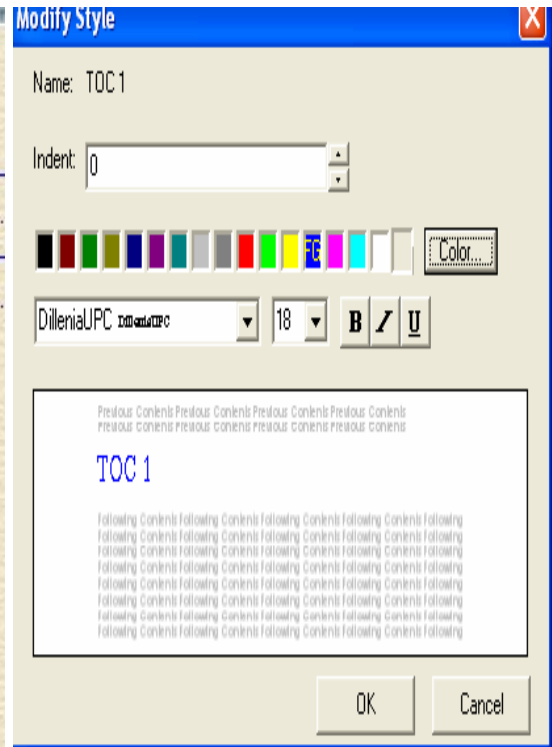 Modify Style
Name: TOC 1
Indent: 0
FG
Color...
DilleniaUPC DilleniaUPC
18
B I U
Previous Contents Previous Contents Previous Contents Previous Contents
Previous Contents Previous Contents Previous Contents Previous Contents
TOC 1
Following Contents Following Contents Following Contents Following Contents Following
Following Contents Following Contents Following Contents Following Contents Following
Following Contents Following Contents Following Contents Following Contents Following
Following Contents Following Contents Following Contents Following Contents Following
Following Contents Following Contents Following Contents Following Contents Following
Following Contents Following Contents Following Contents Following Contents Following
Following Contents Following Contents Following Contents Following Contents Following
Following Contents Following Contents Following Contents Following Contents Following
OK
Cancel